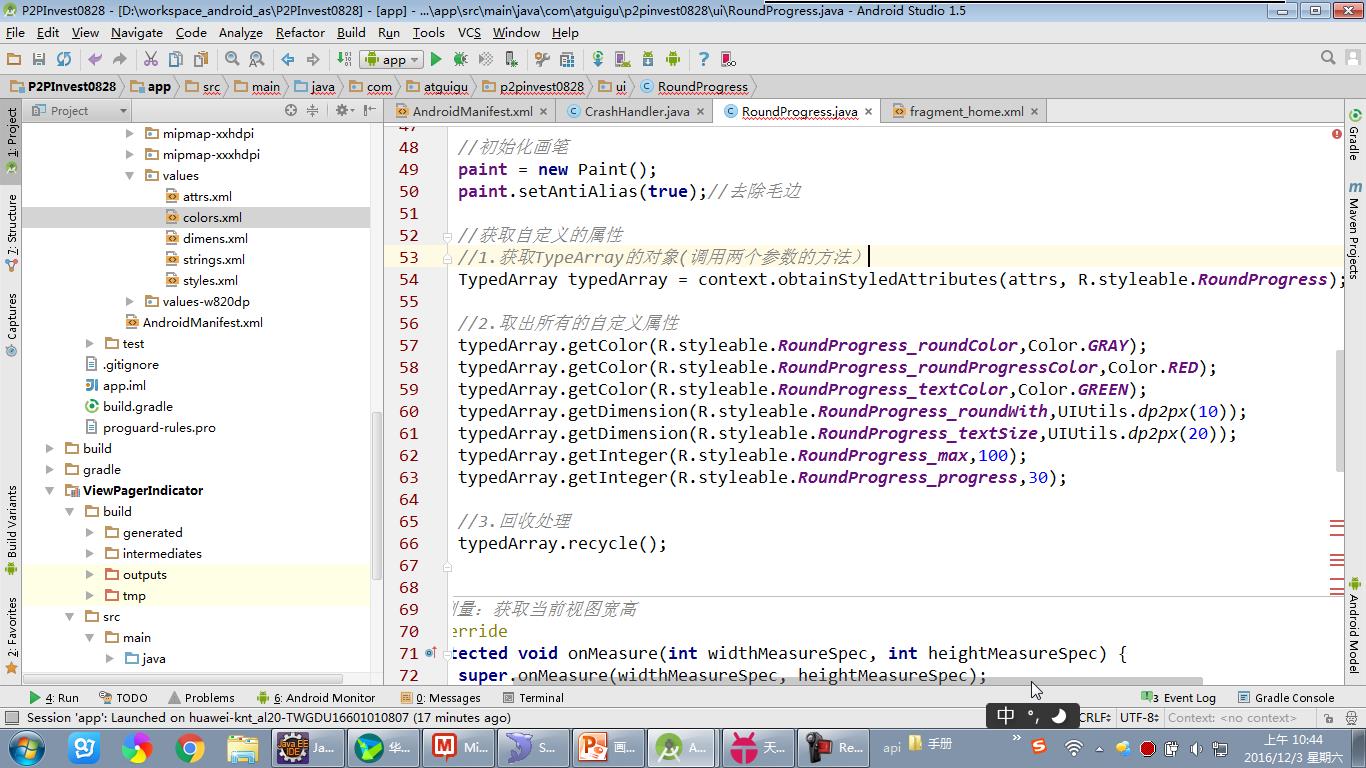 P2PInvest0828 - [D:\workspace_android_as\P2PInvest0828] - [app] - ...\app\src\main\java\com\atguigu\p2pinvest0828\ui\RoundProgress.java - Android Studio 1.5
File Edit View Navigate Code Analyze Refactor Build Run Tools VCS Window Help
app
P2PInvest0828 app src main java com atguigu p2pinvest0828 ui RoundProgress
Project
AndroidManifest.xml CrashHandler.java RoundProgress.java fragment_home.xml
1: Project
7: Structure
Captures
Build Variants
2: Favorites
mipmap-xxhdpi
mipmap-xxxhdpi
values
attrs.xml
colors.xml
dimens.xml
strings.xml
styles.xml
values-w820dp
AndroidManifest.xml
test
.gitignore
app.iml
build.gradle
proguard-rules.pro
build
gradle
ViewPagerIndicator
build
generated
intermediates
outputs
tmp
src
main
java
47
48 //初始化画笔
49 paint = new Paint();
50 paint.setAntiAlias(true);//去除毛边
51
52 //获取自定义的属性
53 //1.获取TypeArray的对象(调用两个参数的方法）
54 TypedArray typedArray = context.obtainStyledAttributes(attrs, R.styleable.RoundProgress);
55
56 //2.取出所有的自定义属性
57 typedArray.getColor(R.styleable.RoundProgress_roundColor,Color.GRAY);
58 typedArray.getColor(R.styleable.RoundProgress_roundProgressColor,Color.RED);
59 typedArray.getColor(R.styleable.RoundProgress_textColor,Color.GREEN);
60 typedArray.getDimension(R.styleable.RoundProgress_roundWith,UIUtils.dp2px(10));
61 typedArray.getDimension(R.styleable.RoundProgress_textSize,UIUtils.dp2px(20));
62 typedArray.getInteger(R.styleable.RoundProgress_max,100);
63 typedArray.getInteger(R.styleable.RoundProgress_progress,30);
64
65 //3.回收处理
66 typedArray.recycle();
67
68
69 测量：获取当前视图宽高
70 erride
71 tected void onMeasure(int widthMeasureSpec, int heightMeasureSpec) {
72 super.onMeasure(widthMeasureSpec, heightMeasureSpec);
Gradle
Maven Projects
Android Model
4: Run TODO Problems 6: Android Monitor 0: Messages Terminal 3 Event Log Gradle Console
Session 'app': Launched on huawei-knt_al20-TWGDU16601010807 (17 minutes ago) 中 °, CRLF UTF-8 Context: <no context>
Java EE IDE Ja... 华... Mi... S... 画... A... 天... Re... api 手册 »
上午 10:44
2016/12/3 星期六